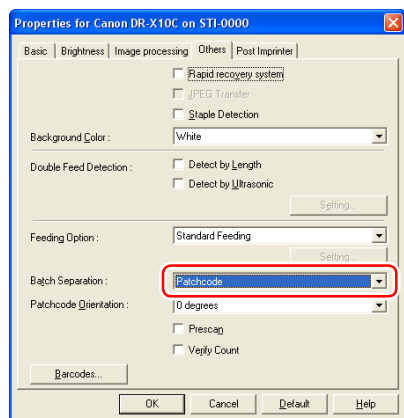 Properties for Canon DR-X10C on STI-0000
Basic Brightness Image processing Others Post Imprinter
Rapid recovery system
JPEG Transfer
Staple Detection
Background Color : White
Double Feed Detection : Detect by Length
Detect by Ultrasonic
Setting...
Feeding Option : Standard Feeding
Setting...
Batch Separation : Patchcode
Patchcode Orientation : 0 degrees
Prescan
Verify Count
Barcodes...
OK Cancel Default Help